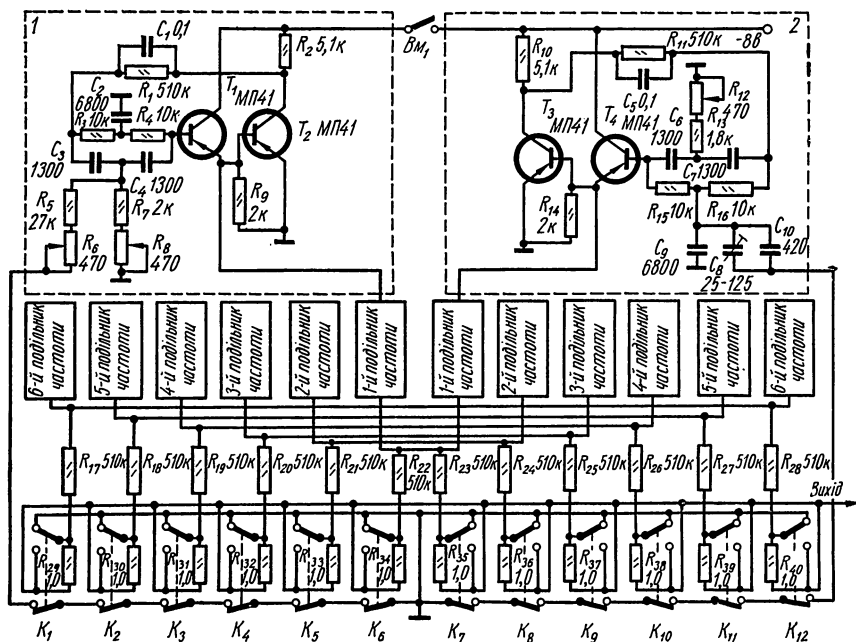 1
C₁ 0,1
R₂ 5,1к
Вм₁
R₁₀
5,1к
R₁₁ 510к
-8в
2
C₂
6800
R₁ 510к
R₃ 10к
R₄ 10к
T₁ МП41
T₂ МП41
C₃
1300
C₄ 1300
R₅
27к
R₇ 2к
R₉
2к
R₆
470
R₈
470
C₅ 0,1
R₁₂
470
R₁₃
1,8к
T₃
МП41
T₄
МП41
C₆
1300
C₇ 1300
R₁₄
2к
R₁₅ 10к
R₁₆ 10к
C₉
6800
C₈
25-125
C₁₀
420
6-й подільник частоти
5-й подільник частоти
4-й подільник частоти
3-й подільник частоти
2-й подільник частоти
1-й подільник частоти
1-й подільник частоти
2-й подільник частоти
3-й подільник частоти
4-й подільник частоти
5-й подільник частоти
6-й подільник частоти
R₁₇ 510к
R₁₈ 510к
R₁₉ 510к
R₂₀ 510к
R₂₁ 510к
R₂₂ 510к
R₂₃ 510к
R₂₄ 510к
R₂₅ 510к
R₂₆ 510к
R₂₇ 510к
R₂₈ 510к
Вихід
R₂₉ 1,0
R₃₀ 1,0
R₃₁ 1,0
R₃₂ 1,0
R₃₃ 1,0
R₃₄ 1,0
R₃₅ 1,0
R₃₆ 1,0
R₃₇ 1,0
R₃₈ 1,0
R₃₉ 1,0
R₄₀ 1,0
K₁ K₂ K₃ K₄ K₅ K₆ K₇ K₈ K₉ K₁₀ K₁₁ K₁₂